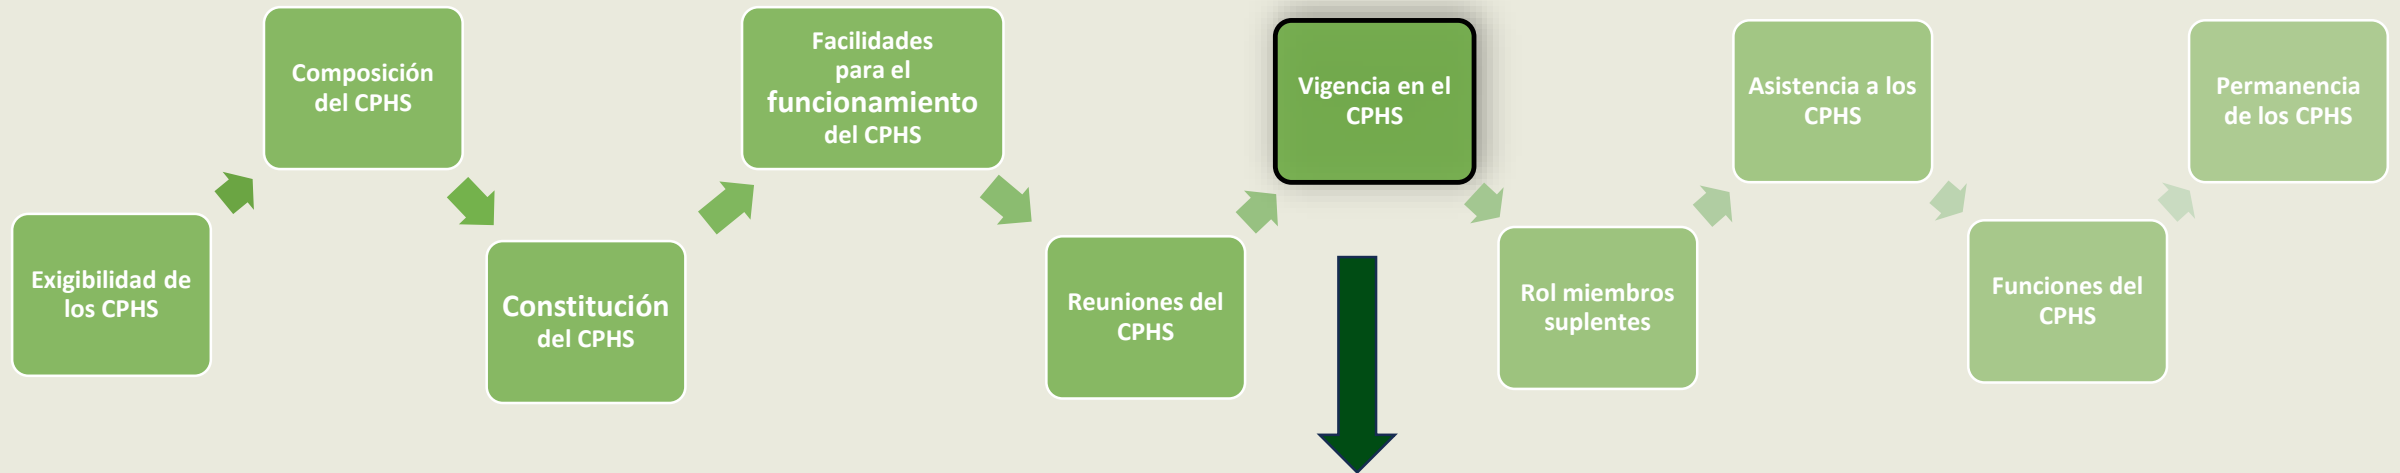 Exigibilidad de
los CPHS
Composición
del CPHS
Constitución
del CPHS
Facilidades
para el
funcionamiento
del CPHS
Reuniones del
CPHS
Vigencia en el
CPHS
Rol miembros
suplentes
Asistencia a los
CPHS
Funciones del
CPHS
Permanencia
de los CPHS